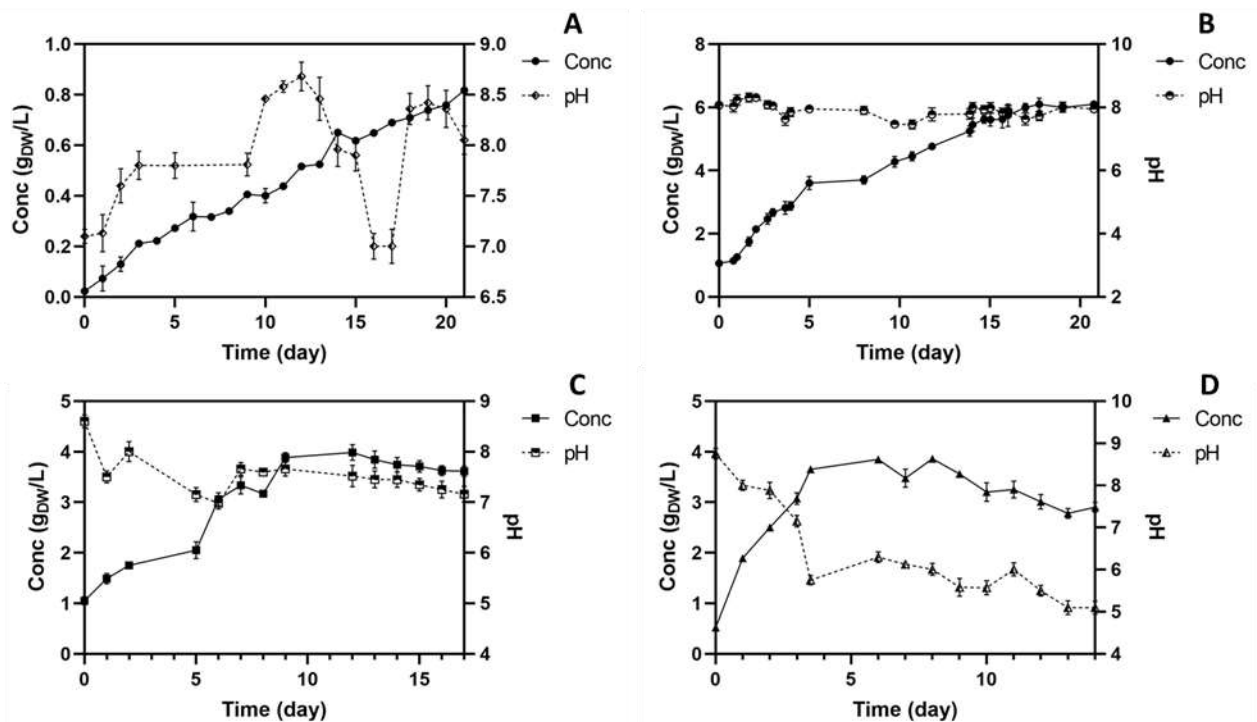 A
1.0 9.0
0.8 8.5
0.6 8.0
0.4 7.5
0.2 7.0
0.0 6.5
0 5 10 15 20
Conc (gDW/L)
pH
Time (day)
Conc
pH
B
8 10
6 8
4 6
2 4
0 2
0 5 10 15 20
Conc (gDW/L)
pH
Time (day)
Conc
pH
C
5 9
4 8
3 7
2 6
1 5
0 4
0 5 10 15
Conc (gDW/L)
pH
Time (day)
Conc
pH
D
5 10
4 9
3 8
2 7
1 6
0 5
4
0 5 10
Conc (gDW/L)
pH
Time (day)
Conc
pH